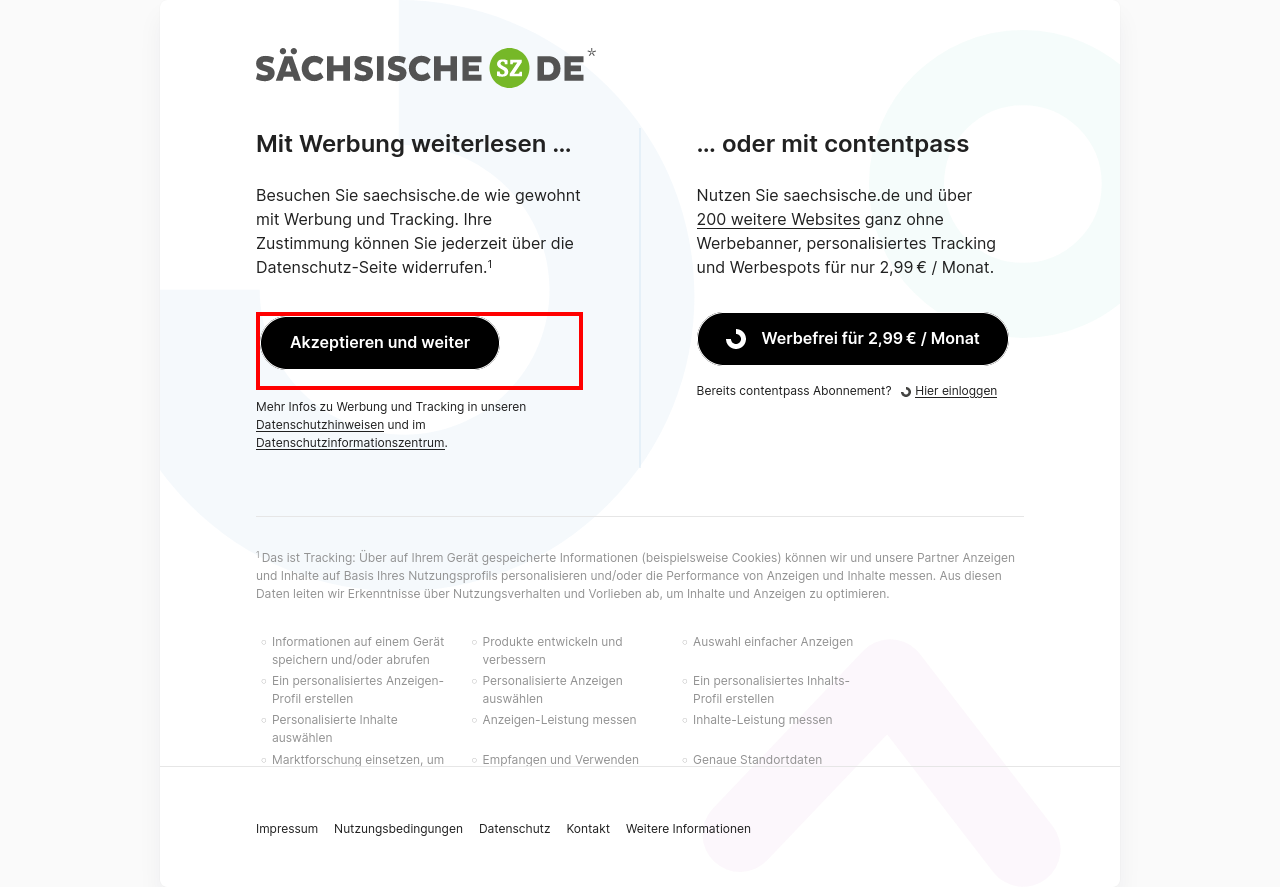 SÄCHSISCHE SZ DE*
Mit Werbung weiterlesen ...
Besuchen Sie saechsische.de wie gewohnt
mit Werbung und Tracking. Ihre
Zustimmung können Sie jederzeit über die
Datenschutz-Seite widerrufen.¹
Akzeptieren und weiter
Mehr Infos zu Werbung und Tracking in unseren
Datenschutzhinweisen und im
Datenschutzinformationszentrum.
... oder mit contentpass
Nutzen Sie saechsische.de und über
200 weitere Websites ganz ohne
Werbebanner, personalisiertes Tracking
und Werbespots für nur 2,99 € / Monat.
Werbefrei für 2,99 € / Monat
Bereits contentpass Abonnement? Hier einloggen
¹ Das ist Tracking: Über auf Ihrem Gerät gespeicherte Informationen (beispielsweise Cookies) können wir und unsere Partner Anzeigen
und Inhalte auf Basis Ihres Nutzungsprofils personalisieren und/oder die Performance von Anzeigen und Inhalte messen. Aus diesen
Daten leiten wir Erkenntnisse über Nutzungsverhalten und Vorlieben ab, um Inhalte und Anzeigen zu optimieren.
Informationen auf einem Gerät
speichern und/oder abrufen
Produkte entwickeln und
verbessern
Auswahl einfacher Anzeigen
Ein personalisiertes Anzeigen-
Profil erstellen
Personalisierte Anzeigen
auswählen
Ein personalisiertes Inhalts-
Profil erstellen
Personalisierte Inhalte
auswählen
Anzeigen-Leistung messen
Inhalte-Leistung messen
Marktforschung einsetzen, um
Empfangen und Verwenden
Genaue Standortdaten
Impressum Nutzungsbedingungen Datenschutz Kontakt Weitere Informationen